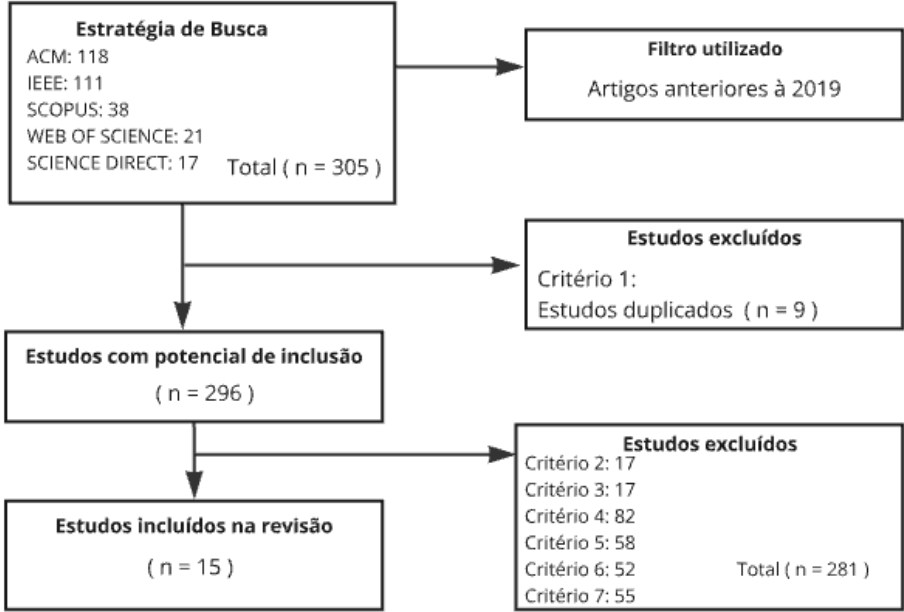 Estratégia de Busca
ACM: 118
IEEE: 111
SCOPUS: 38
WEB OF SCIENCE: 21
SCIENCE DIRECT: 17
Total ( n = 305 )
Filtro utilizado
Artigos anteriores à 2019
Estudos excluídos
Critério 1:
Estudos duplicados ( n = 9 )
Estudos com potencial de inclusão
( n = 296 )
Estudos excluídos
Critério 2: 17
Critério 3: 17
Critério 4: 82
Critério 5: 58
Critério 6: 52
Critério 7: 55
Total ( n = 281 )
Estudos incluídos na revisão
( n = 15 )